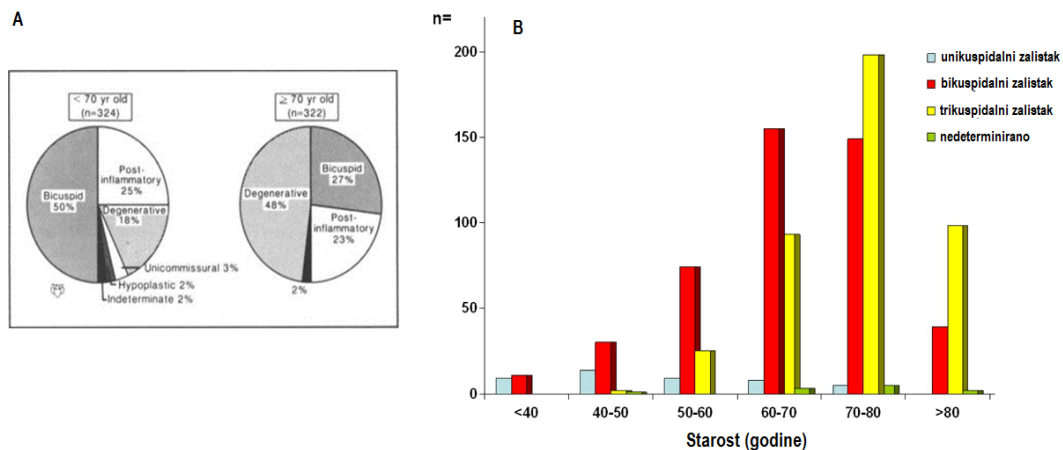 A
< 70 yr old
(n=324)
≥ 70 yr old
(n=322)
Bicuspid
50%
Post-
inflammatory
25%
Degenerative
18%
Unicommissural 3%
Hypoplastic 2%
Indeterminate 2%
Degenerative
48%
Bicuspid
27%
Post-
inflammatory
23%
2%
n=
B
200
150
100
50
0
<40
40-50
50-60
60-70
70-80
>80
Starost (godine)
unikuspidalni zalistak
bikuspidalni zalistak
trikuspidalni zalistak
nedeterminirano